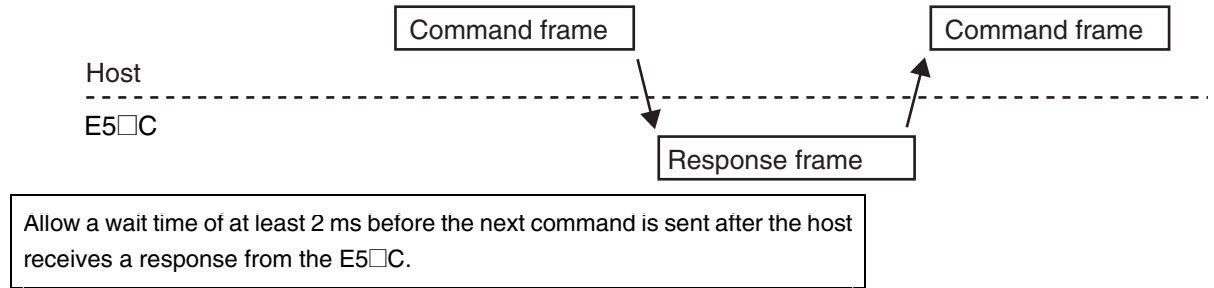 Command frame
Command frame
Host
E5□C
Response frame
Allow a wait time of at least 2 ms before the next command is sent after the host
receives a response from the E5□C.